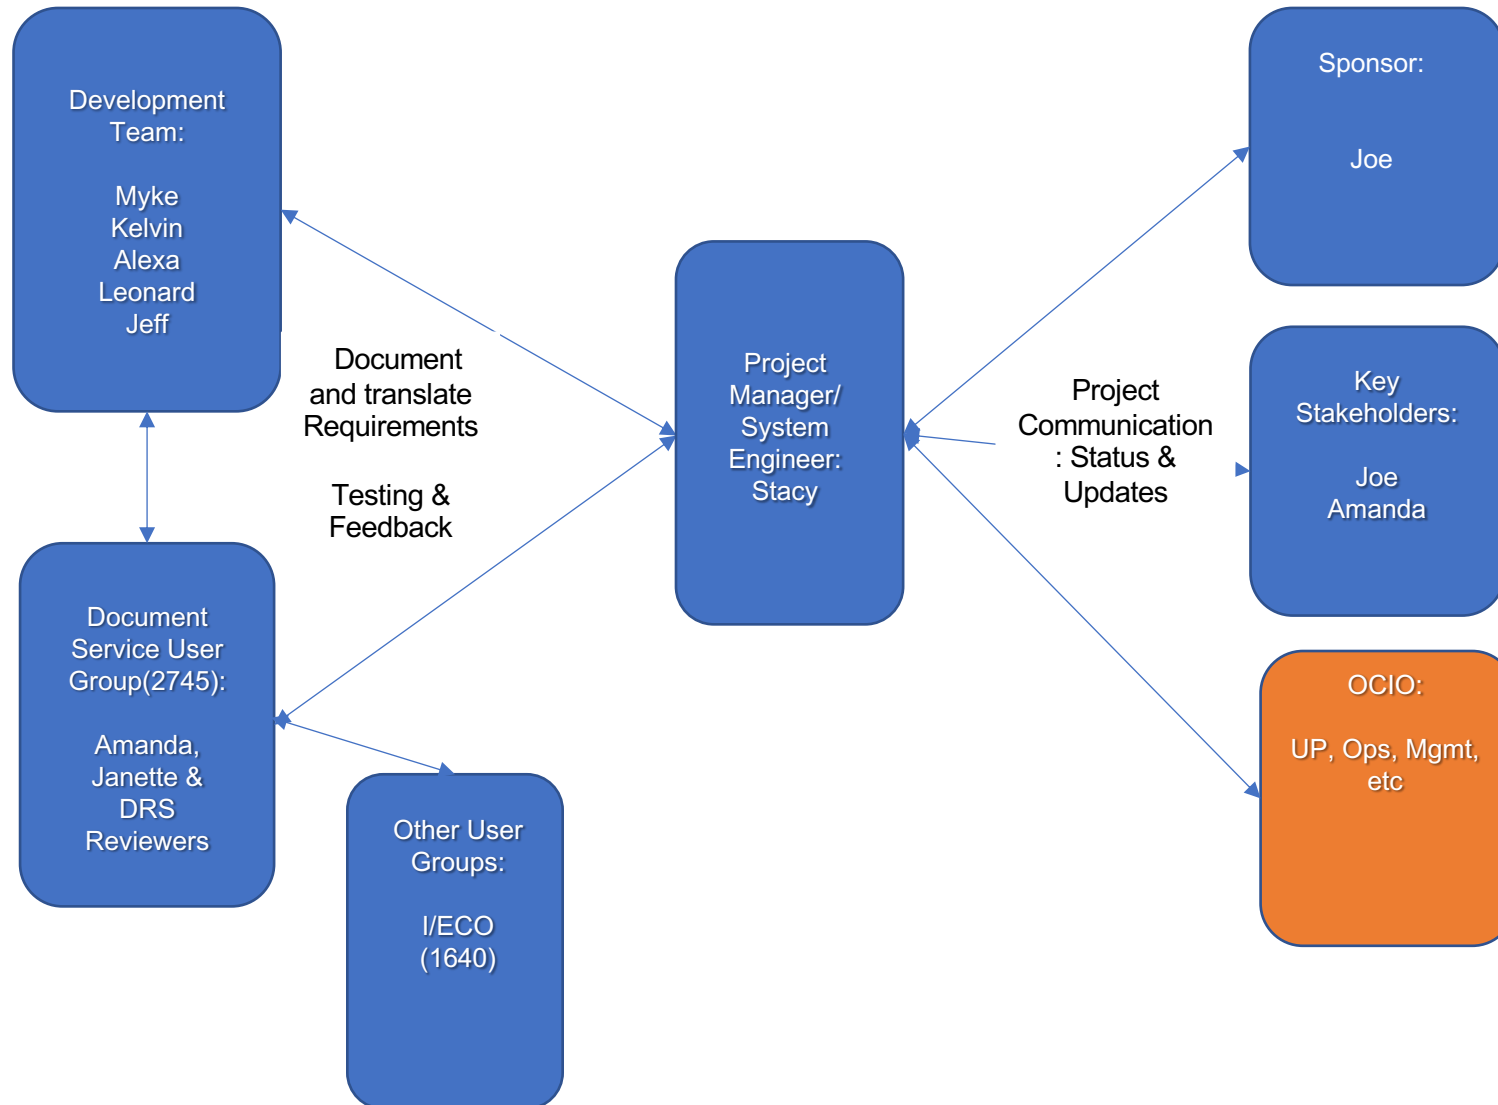 Development
Team:
Myke
Kelvin
Alexa
Leonard
Jeff
Document
and translate
Requirements
Testing &
Feedback
Document
Service User
Group(2745):
Amanda,
Janette &
DRS
Reviewers
Other User
Groups:
I/ECO
(1640)
Project
Manager/
System
Engineer:
Stacy
Project
Communication
: Status &
Updates
Sponsor:
Joe
Key
Stakeholders:
Joe
Amanda
OCIO:
UP, Ops, Mgmt,
etc